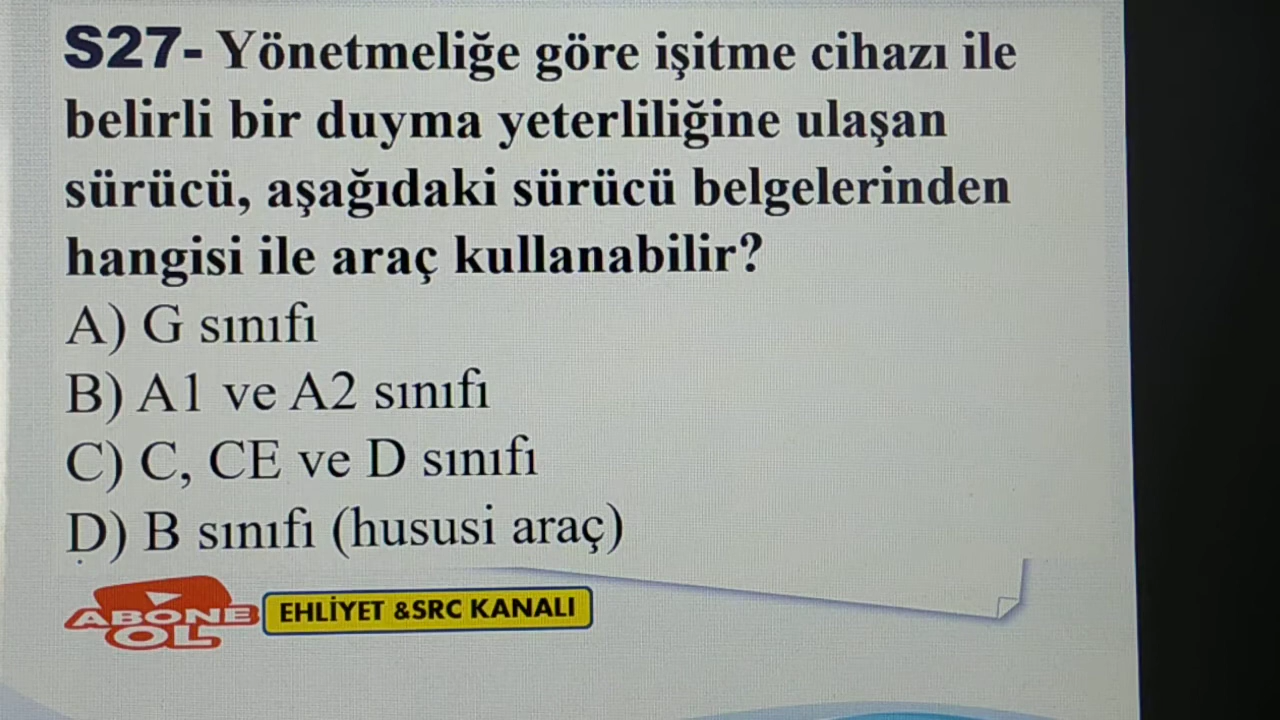 S27- Yönetmeliğe göre işitme cihazı ile
belirli bir duyma yeterliliğine ulaşan
sürücü, aşağıdaki sürücü belgelerinden
hangisi ile araç kullanabilir?
A) G sınıfı
B) A1 ve A2 sınıfı
C) C, CE ve D sınıfı
D) B sınıfı (hususi araç)
ABONE
OL
EHLİYET &SRC KANALI